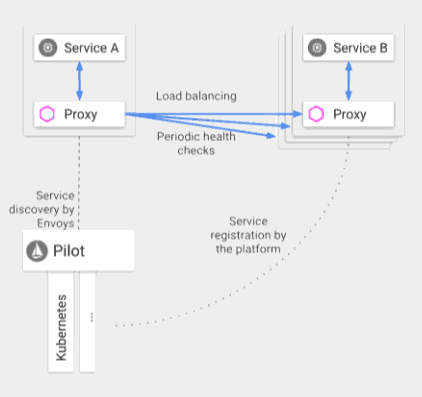 Service A
Service B
Proxy
Load balancing
Proxy
Periodic health
checks
Service
discovery by
Envoys
Service
registration by
the platform
Pilot
Kubernetes
...